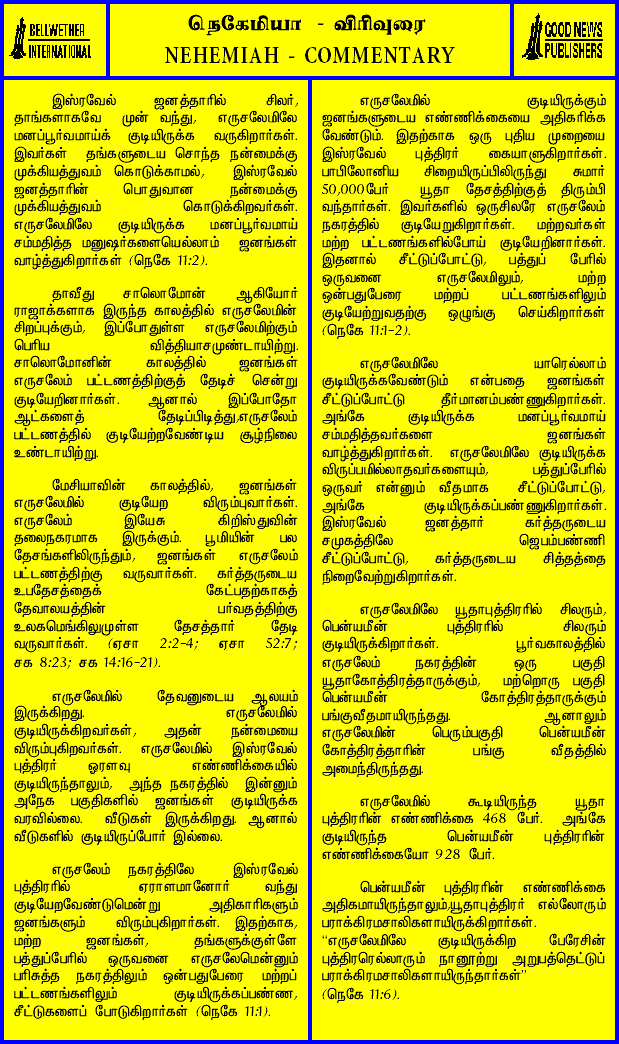 BELLWETHER
INTERNATIONAL
நெகேமியா - விரிவுரை
NEHEMIAH - COMMENTARY
GOOD NEWS
PUBLISHERS
இஸ்ரவேல் ஜனத்தாரில் சிலர்,
தாங்களாகவே முன் வந்து, எருசலேமிலே
மனப்பூர்வமாய்க் குடியிருக்க வருகிறார்கள்.
இவர்கள் தங்களுடைய சொந்த நன்மைக்கு
முக்கியத்துவம் கொடுக்காமல், இஸ்ரவேல்
ஜனத்தாரின் பொதுவான நன்மைக்கு
முக்கியத்துவம் கொடுக்கிறவர்கள்.
எருசலேமிலே குடியிருக்க மனப்பூர்வமாய்
சம்மதித்த மனுஷர்களையெல்லாம் ஜனங்கள்
வாழ்த்துகிறார்கள் (நெகே 11:2).
தாவீது சாலொமோன் ஆகியோர்
ராஜாக்களாக இருந்த காலத்தில் எருசலேமின்
சிறப்புக்கும், இப்போதுள்ள எருசலேமிற்கும்
பெரிய வித்தியாசமுண்டாயிற்று.
சாலொமோனின் காலத்தில் ஜனங்கள்
எருசலேம் பட்டணத்திற்குத் தேடிச் சென்று
குடியேறினார்கள். ஆனால் இப்போதோ
ஆட்களைத் தேடிப்பிடித்து,எருசலேம்
பட்டணத்தில் குடியேற்றவேண்டிய சூழ்நிலை
உண்டாயிற்று.
மேசியாவின் காலத்தில், ஜனங்கள்
எருசலேமில் குடியேற விரும்புவார்கள்.
எருசலேம் இயேசு கிறிஸ்துவின்
தலைநகரமாக இருக்கும். பூமியின் பல
தேசங்களிலிருந்தும், ஜனங்கள் எருசலேம்
பட்டணத்திற்கு வருவார்கள். கர்த்தருடைய
உபதேசத்தைக் கேட்பதற்காகத்
தேவாலயத்தின் பர்வதத்திற்கு
உலகமெங்கிலுமுள்ள தேசத்தார் தேடி
வருவார்கள். (ஏசா 2:2-4; ஏசா 52:7;
சக 8:23; சக 14:16-21).
எருசலேமில் தேவனுடைய ஆலயம்
இருக்கிறது. எருசலேமில்
குடியிருக்கிறவர்கள், அதன் நன்மையை
விரும்புகிறவர்கள். எருசலேமில் இஸ்ரவேல்
புத்திரர் ஓரளவு எண்ணிக்கையில்
குடியிருந்தாலும், அந்த நகரத்தில் இன்னும்
அநேக பகுதிகளில் ஜனங்கள் குடியிருக்க
வரவில்லை. வீடுகள் இருக்கிறது. ஆனால்
வீடுகளில் குடியிருப்போர் இல்லை.
எருசலேம் நகரத்திலே இஸ்ரவேல்
புத்திரரில் ஏராளமானோர் வந்து
குடியேறவேண்டுமென்று அதிகாரிகளும்
ஜனங்களும் விரும்புகிறார்கள். இதற்காக,
மற்ற ஜனங்கள், தங்களுக்குள்ளே
பத்துப்பேரில் ஒருவனை எருசலேமென்னும்
பரிசுத்த நகரத்திலும் ஒன்பதுபேரை மற்றப்
பட்டணங்களிலும் குடியிருக்கப்பண்ண,
சீட்டுகளைப் போடுகிறார்கள் (நெகே 11:1).
எருசலேமில் குடியிருக்கும்
ஜனங்களுடைய எண்ணிக்கையை அதிகரிக்க
வேண்டும். இதற்காக ஒரு புதிய முறையை
இஸ்ரவேல் புத்திரர் கையாளுகிறார்கள்.
பாபிலோனிய சிறையிருப்பிலிருந்து சுமார்
50,000பேர் யூதா தேசத்திற்குத் திரும்பி
வந்தார்கள். இவர்களில் ஒருசிலரே எருசலேம்
நகரத்தில் குடியேறுகிறார்கள். மற்றவர்கள்
மற்ற பட்டணங்களில்போய் குடியேறினார்கள்.
இதனால் சீட்டுப்போட்டு, பத்துப் பேரில்
ஒருவனை எருசலேமிலும், மற்ற
ஒன்பதுபேரை மற்றப் பட்டணங்களிலும்
குடியேற்றுவதற்கு ஒழுங்கு செய்கிறார்கள்
(நெகே 11:1-2).
எருசலேமிலே யாரெல்லாம்
குடியிருக்கவேண்டும் என்பதை ஜனங்கள்
சீட்டுப்போட்டு தீர்மானம்பண்ணுகிறார்கள்.
அங்கே குடியிருக்க மனப்பூர்வமாய்
சம்மதித்தவர்களை ஜனங்கள்
வாழ்த்துகிறார்கள். எருசலேமிலே குடியிருக்க
விருப்பமில்லாதவர்களையும், பத்துப்பேரில்
ஒருவர் என்னும் வீதமாக சீட்டுப்போட்டு,
அங்கே குடியிருக்கப்பண்ணுகிறார்கள்.
இஸ்ரவேல் ஜனத்தார் கர்த்தருடைய
சமுகத்திலே ஜெபம்பண்ணி
சீட்டுப்போட்டு, கர்த்தருடைய சித்தத்தை
நிறைவேற்றுகிறார்கள்.
எருசலேமிலே யூதாபுத்திரரில் சிலரும்,
பென்யமீன் புத்திரரில் சிலரும்
குடியிருக்கிறார்கள். பூர்வகாலத்தில்
எருசலேம் நகரத்தின் ஒரு பகுதி
யூதாகோத்திரத்தாருக்கும், மற்றொரு பகுதி
பென்யமீன் கோத்திரத்தாருக்கும்
பங்குவீதமாயிருந்தது. ஆனாலும்
எருசலேமின் பெரும்பகுதி பென்யமீன்
கோத்திரத்தாரின் பங்கு வீதத்தில்
அமைந்திருந்தது.
எருசலேமில் கூடியிருந்த யூதா
புத்திரரின் எண்ணிக்கை 468 பேர். அங்கே
குடியிருந்த பென்யமீன் புத்திரரின்
எண்ணிக்கையோ 928 பேர்.
பென்யமீன் புத்திரரின் எண்ணிக்கை
அதிகமாயிருந்தாலும்,யூதாபுத்திரர் எல்லோரும்
பராக்கிரமசாலிகளாயிருக்கிறார்கள்.
“எருசலேமிலே குடியிருக்கிற பேரேசின்
புத்திரரெல்லாரும் நானூற்று அறுபத்தெட்டுப்
பராக்கிரமசாலிகளாயிருந்தார்கள்”
(நெகே 11:6).